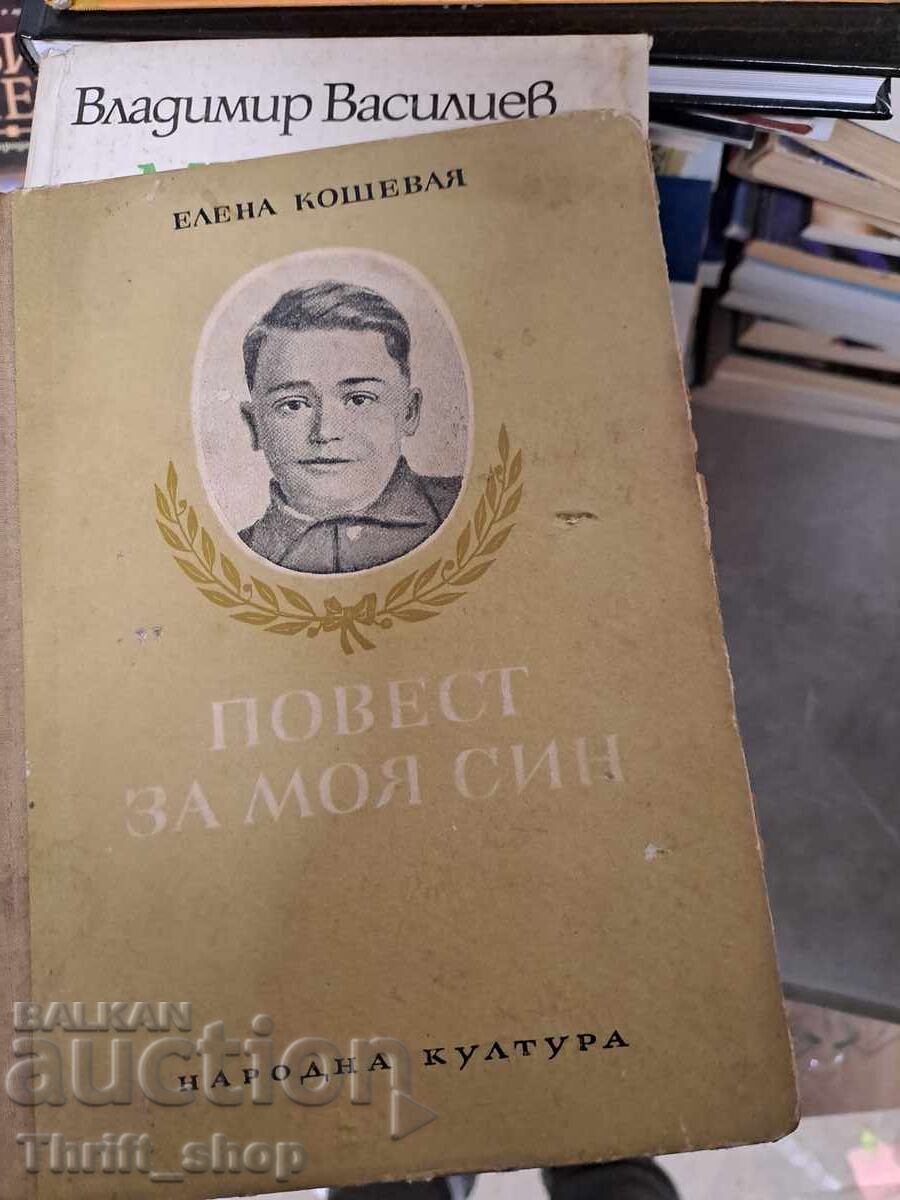 Владимир Василиев
ЕЛЕНА КОШЕВАЯ
ПОВЕСТ
ЗА МОЯ СИН
НАРОДНА КУЛТУРА
BALKAN
auction
Thrift_shop